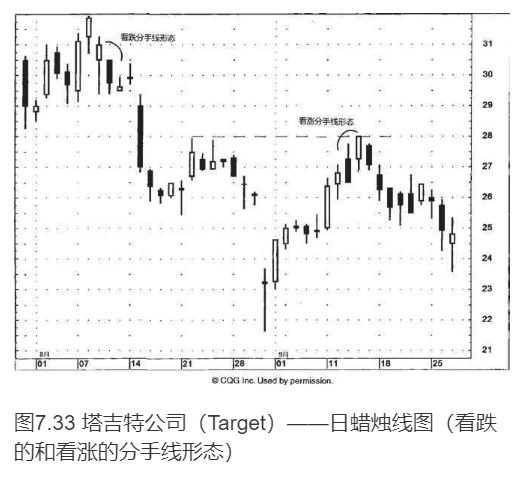 看跌分手线形态
看涨分手线形态
31
30
29
28
27
26
25
24
23
22
21
8月
9月
01 07 14 21 28 01 11 18 25
© CQG Inc. Used by permission.
图7.33 塔吉特公司（Target）——日蜡烛线图（看跌
的和看涨的分手线形态）